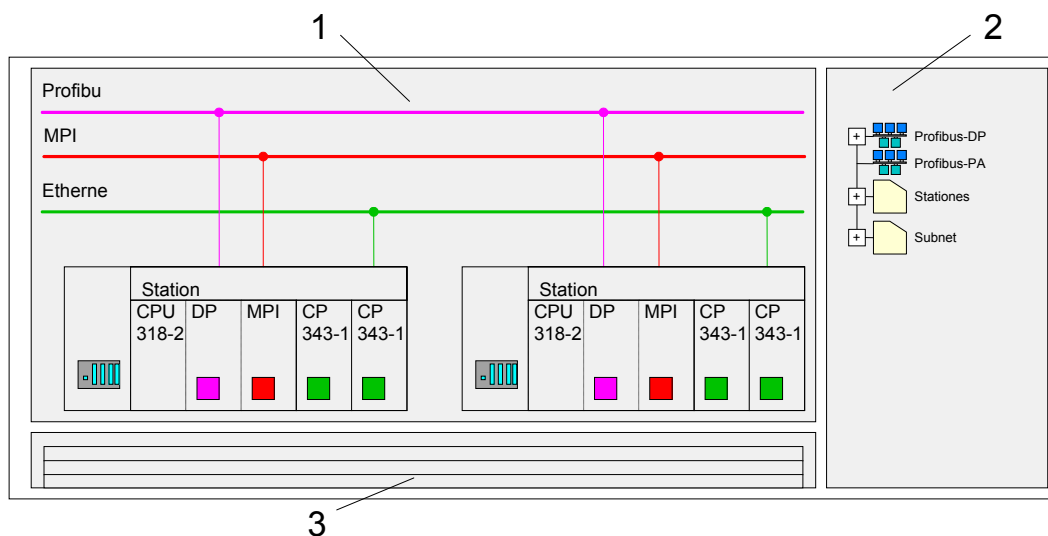 1
2
Profibu
MPI
Etherne
Station
CPU 318-2
DP
MPI
CP 343-1
CP 343-1
Station
CPU 318-2
DP
MPI
CP 343-1
CP 343-1
Profibus-DP
Profibus-PA
Stationes
Subnet
3